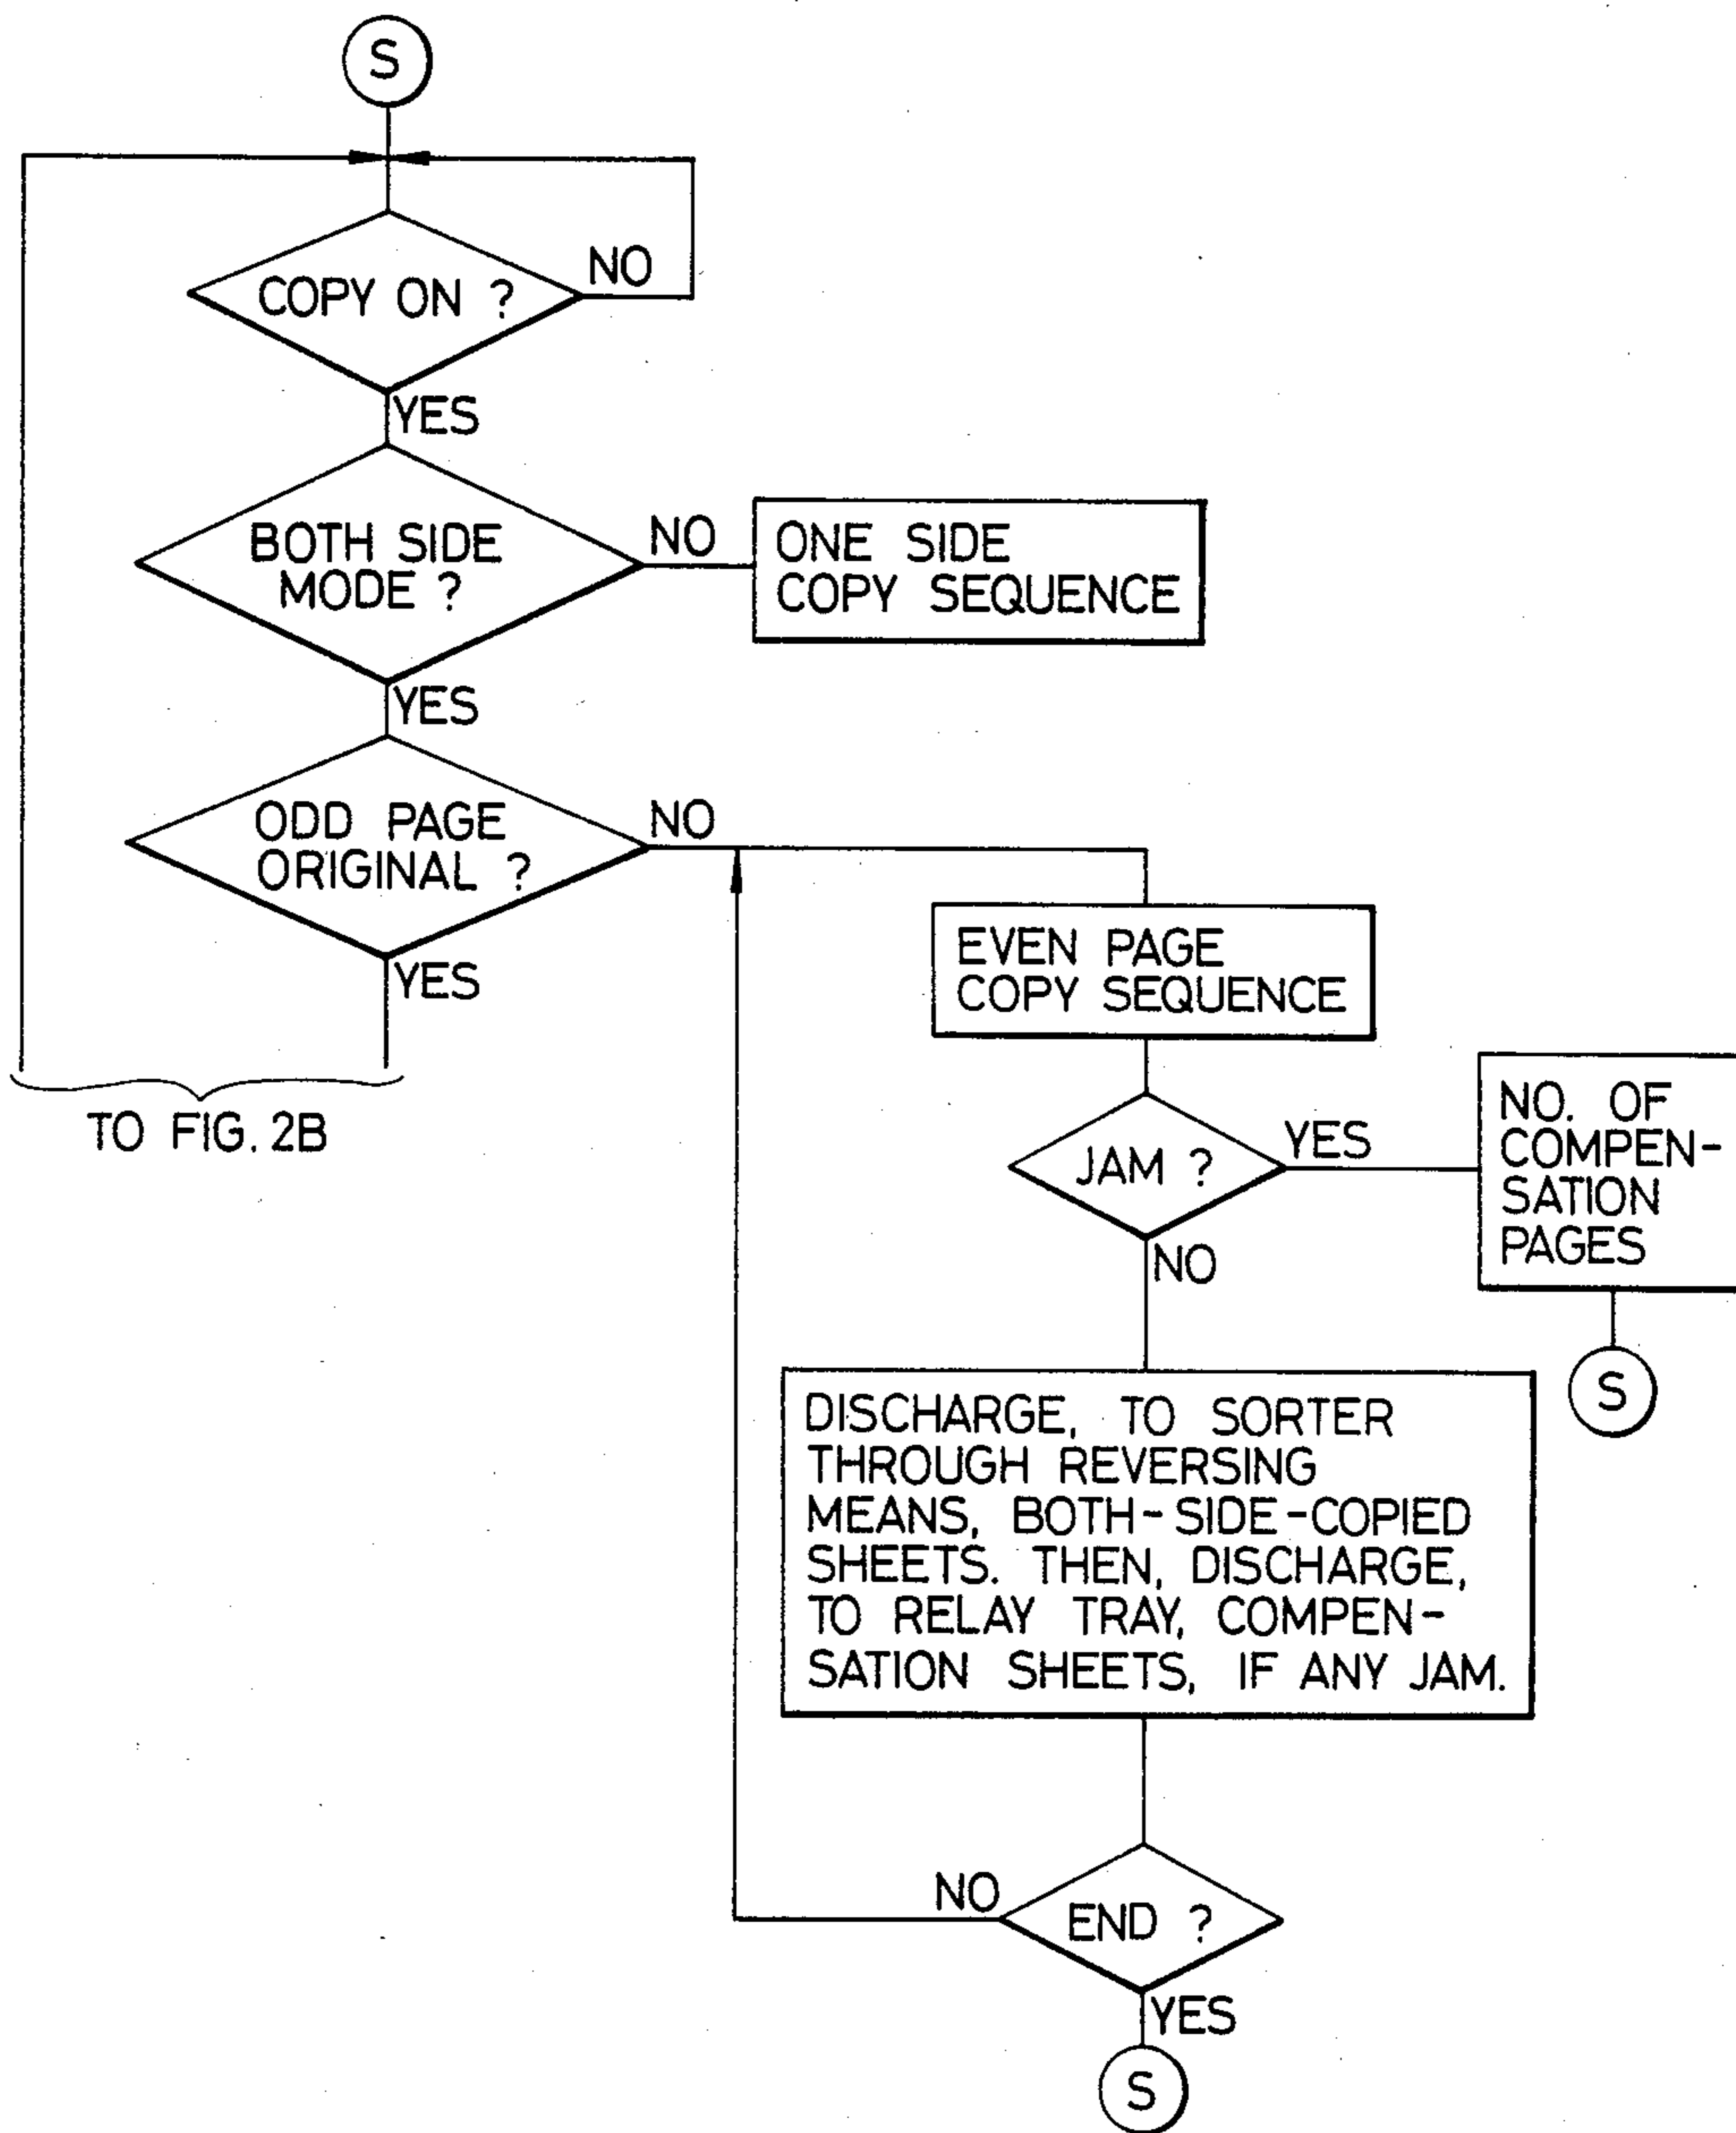 S
COPY ON ?
NO
YES
BOTH SIDE
MODE ?
NO
ONE SIDE
COPY SEQUENCE
YES
ODD PAGE
ORIGINAL ?
NO
YES
TO FIG. 2B
EVEN PAGE
COPY SEQUENCE
JAM ?
YES
NO. OF
COMPEN-
SATION
PAGES
S
NO
DISCHARGE, TO SORTER
THROUGH REVERSING
MEANS, BOTH-SIDE-COPIED
SHEETS. THEN, DISCHARGE,
TO RELAY TRAY, COMPEN-
SATION SHEETS, IF ANY JAM.
END ?
NO
YES
S